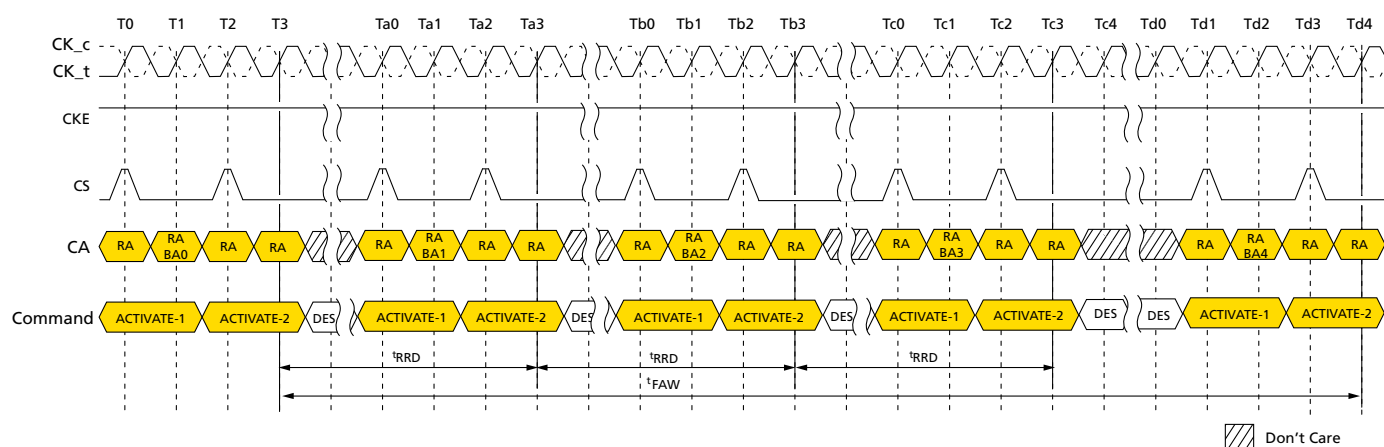 T0 T1 T2 T3 Ta0 Ta1 Ta2 Ta3 Tb0 Tb1 Tb2 Tb3 Tc0 Tc1 Tc2 Tc3 Tc4 Td0 Td1 Td2 Td3 Td4
CK_c
CK_t
CKE
CS
CA RA RA BA0 RA RA RA RA BA1 RA RA RA RA BA2 RA RA RA RA BA3 RA RA RA RA BA4 RA RA
Command ACTIVATE-1 ACTIVATE-2 DES ACTIVATE-1 ACTIVATE-2 DES ACTIVATE-1 ACTIVATE-2 DES ACTIVATE-1 ACTIVATE-2 DES DES ACTIVATE-1 ACTIVATE-2
tRRD tRRD tRRD
tFAW
Don't Care